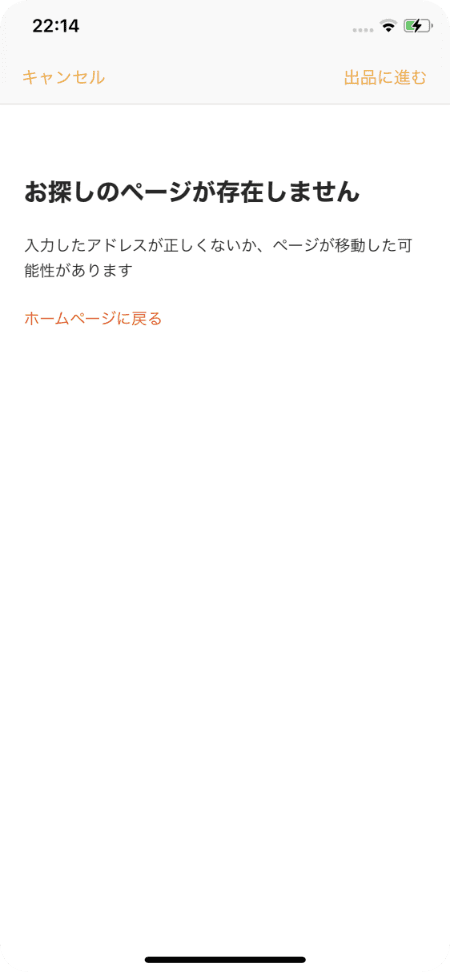 22:14
キャンセル 出品に進む
お探しのページが存在しません
入力したアドレスが正しくないか、ページが移動した可
能性があります
ホームページに戻る